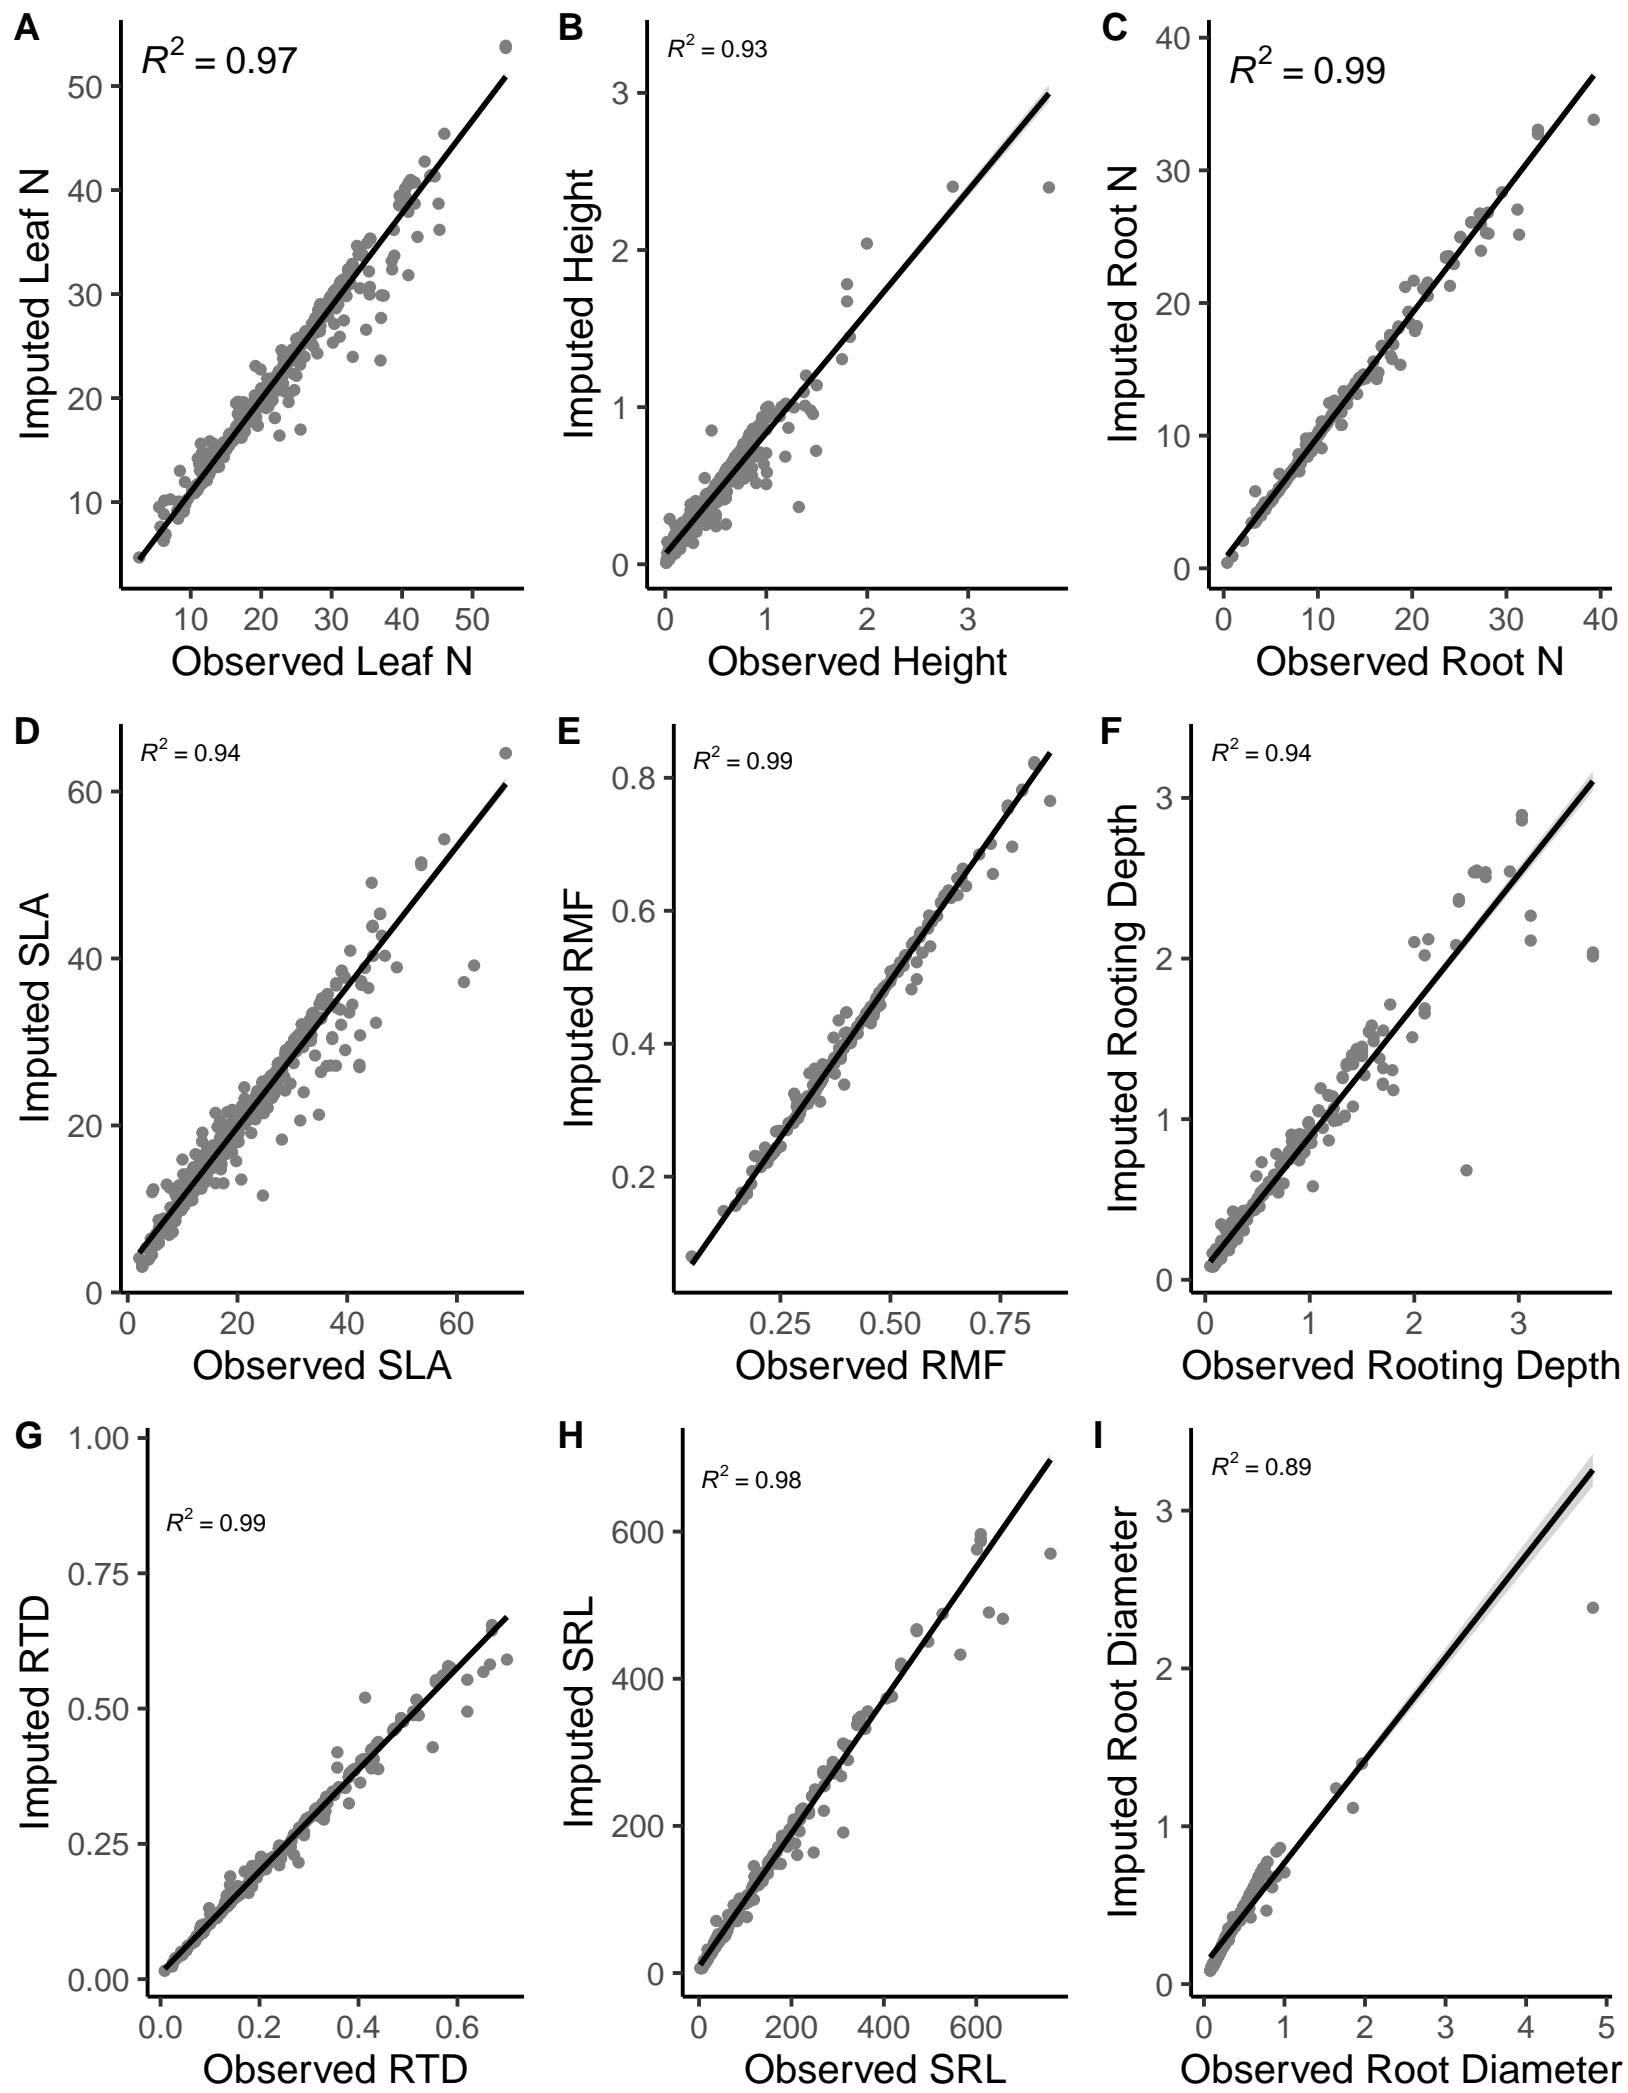 A
R² = 0.97
Imputed Leaf N
50
40
30
20
10
10 20 30 40 50
Observed Leaf N
B
R² = 0.93
Imputed Height
3
2
1
0
0 1 2 3
Observed Height
C
R² = 0.99
Imputed Root N
40
30
20
10
0
0 10 20 30 40
Observed Root N
D
R² = 0.94
Imputed SLA
60
40
20
0
0 20 40 60
Observed SLA
E
R² = 0.99
Imputed RMF
0.8
0.6
0.4
0.2
0.25 0.50 0.75
Observed RMF
F
R² = 0.94
Imputed Rooting Depth
3
2
1
0
0 1 2 3
Observed Rooting Depth
G
R² = 0.99
Imputed RTD
1.00
0.75
0.50
0.25
0.00
0.0 0.2 0.4 0.6
Observed RTD
H
R² = 0.98
Imputed SRL
600
400
200
0
0 200 400 600
Observed SRL
I
R² = 0.89
Imputed Root Diameter
3
2
1
0
0 1 2 3 4 5
Observed Root Diameter